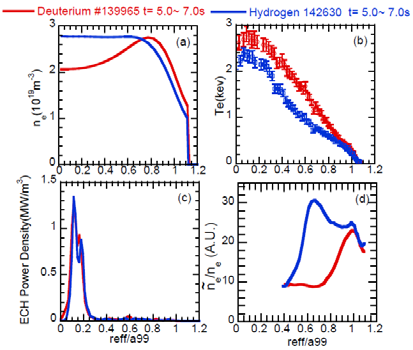 Deuterium #139965 t= 5.0~ 7.0s Hydrogen 142630 t= 5.0~ 7.0s
(a)
n (10¹⁹m⁻³)
3
2
1
0
0 0.2 0.4 0.6 0.8 1 1.2
(b)
Te(kev)
3
2
1
0
0 0.2 0.4 0.6 0.8 1 1.2
(c)
ECH Power Density(MW/m³)
1.5
1
0.5
0
0 0.2 0.4 0.6 0.8 1 1.2
reff/a99
(d)
ñe/ne (A.U.)
30
20
10
0
0 0.2 0.4 0.6 0.8 1 1.2
reff/a99